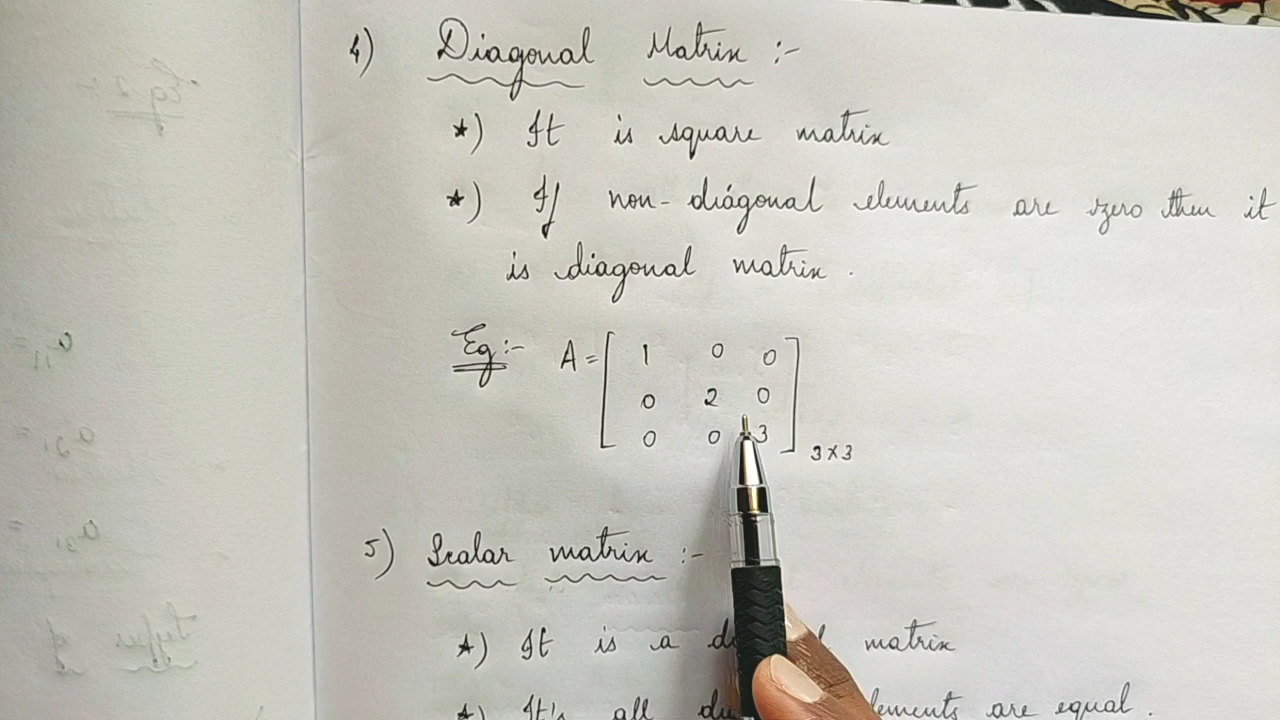 4) Diagonal Matrix :-
*) It is square matrix
*) If non-diagonal elements are zero then it
is diagonal matrix.
Eg:- A = [ 1 0 0
0 2 0
0 0 3 ] 3×3
5) Scalar matrix :-
*) It is a matrix
*) It's all are equal.